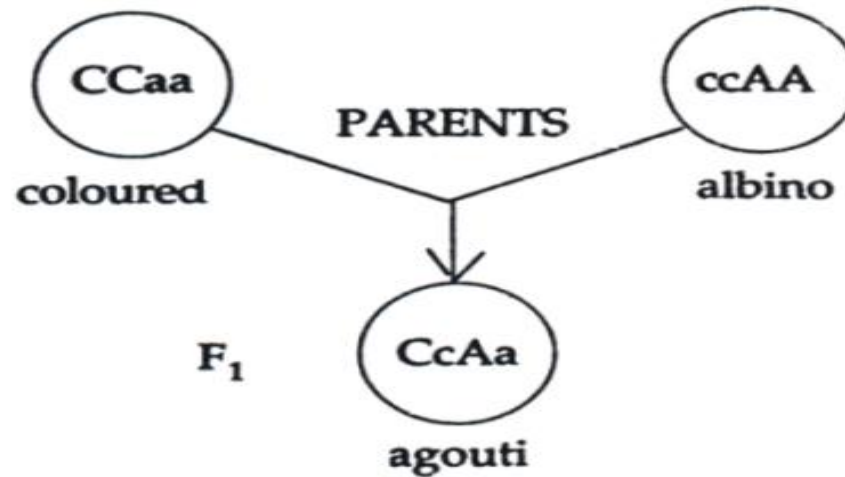 CCaa
ccAA
PARENTS
coloured
albino
F₁
CcAa
agouti